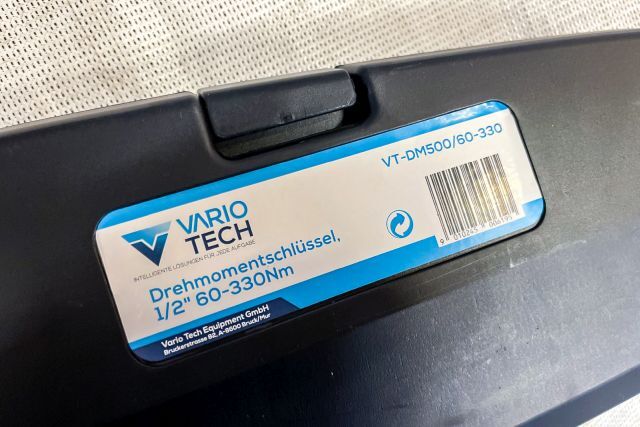 VT-DM500/60-330
VARIO
TECH
INTELLIGENTE LÖSUNGEN FÜR JEDE AUFGABE
Drehmomentschlüssel,
1/2" 60-330Nm
Vario Tech Equipment GmbH
Bruckerstrasse 82, A-8600 Bruck/Mur